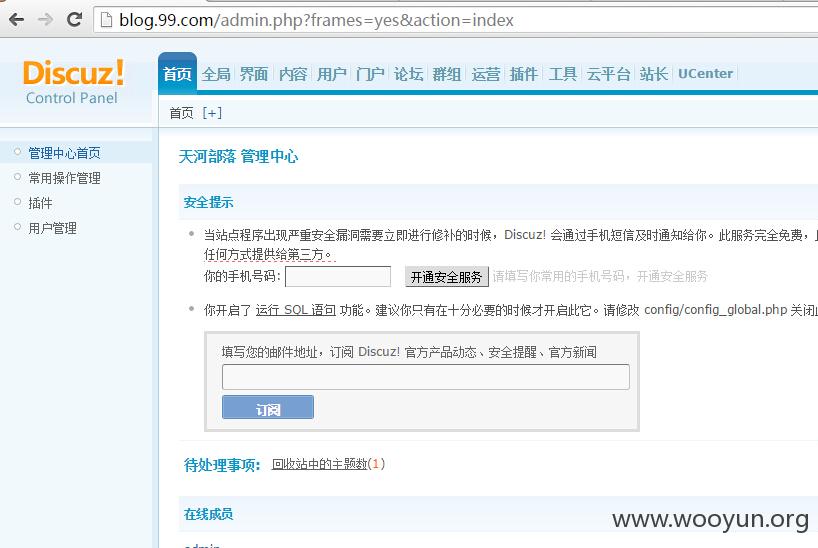 blog.99.com/admin.php?frames=yes&action=index
Discuz!
Control Panel
首页 全局 界面 内容 用户 门户 论坛 群组 运营 插件 工具 云平台 站长 UCenter
首页 [+]
管理中心首页
常用操作管理
插件
用户管理
天河部落 管理中心
安全提示
当站点程序出现严重安全漏洞需要立即进行修补的时候，Discuz! 会通过手机短信及时通知给你。此服务完全免费，
任何方式提供给第三方。
你的手机号码: 开通安全服务 请填写你常用的手机号码，开通安全服务
你开启了 运行 SQL 语句 功能。建议你只有在十分必要的时候才开启此它。请修改 config/config_global.php 关闭
填写您的邮件地址，订阅 Discuz! 官方产品动态、安全提醒、官方新闻
订阅
待处理事项: 回收站中的主题数(1)
在线成员
www.wooyun.org